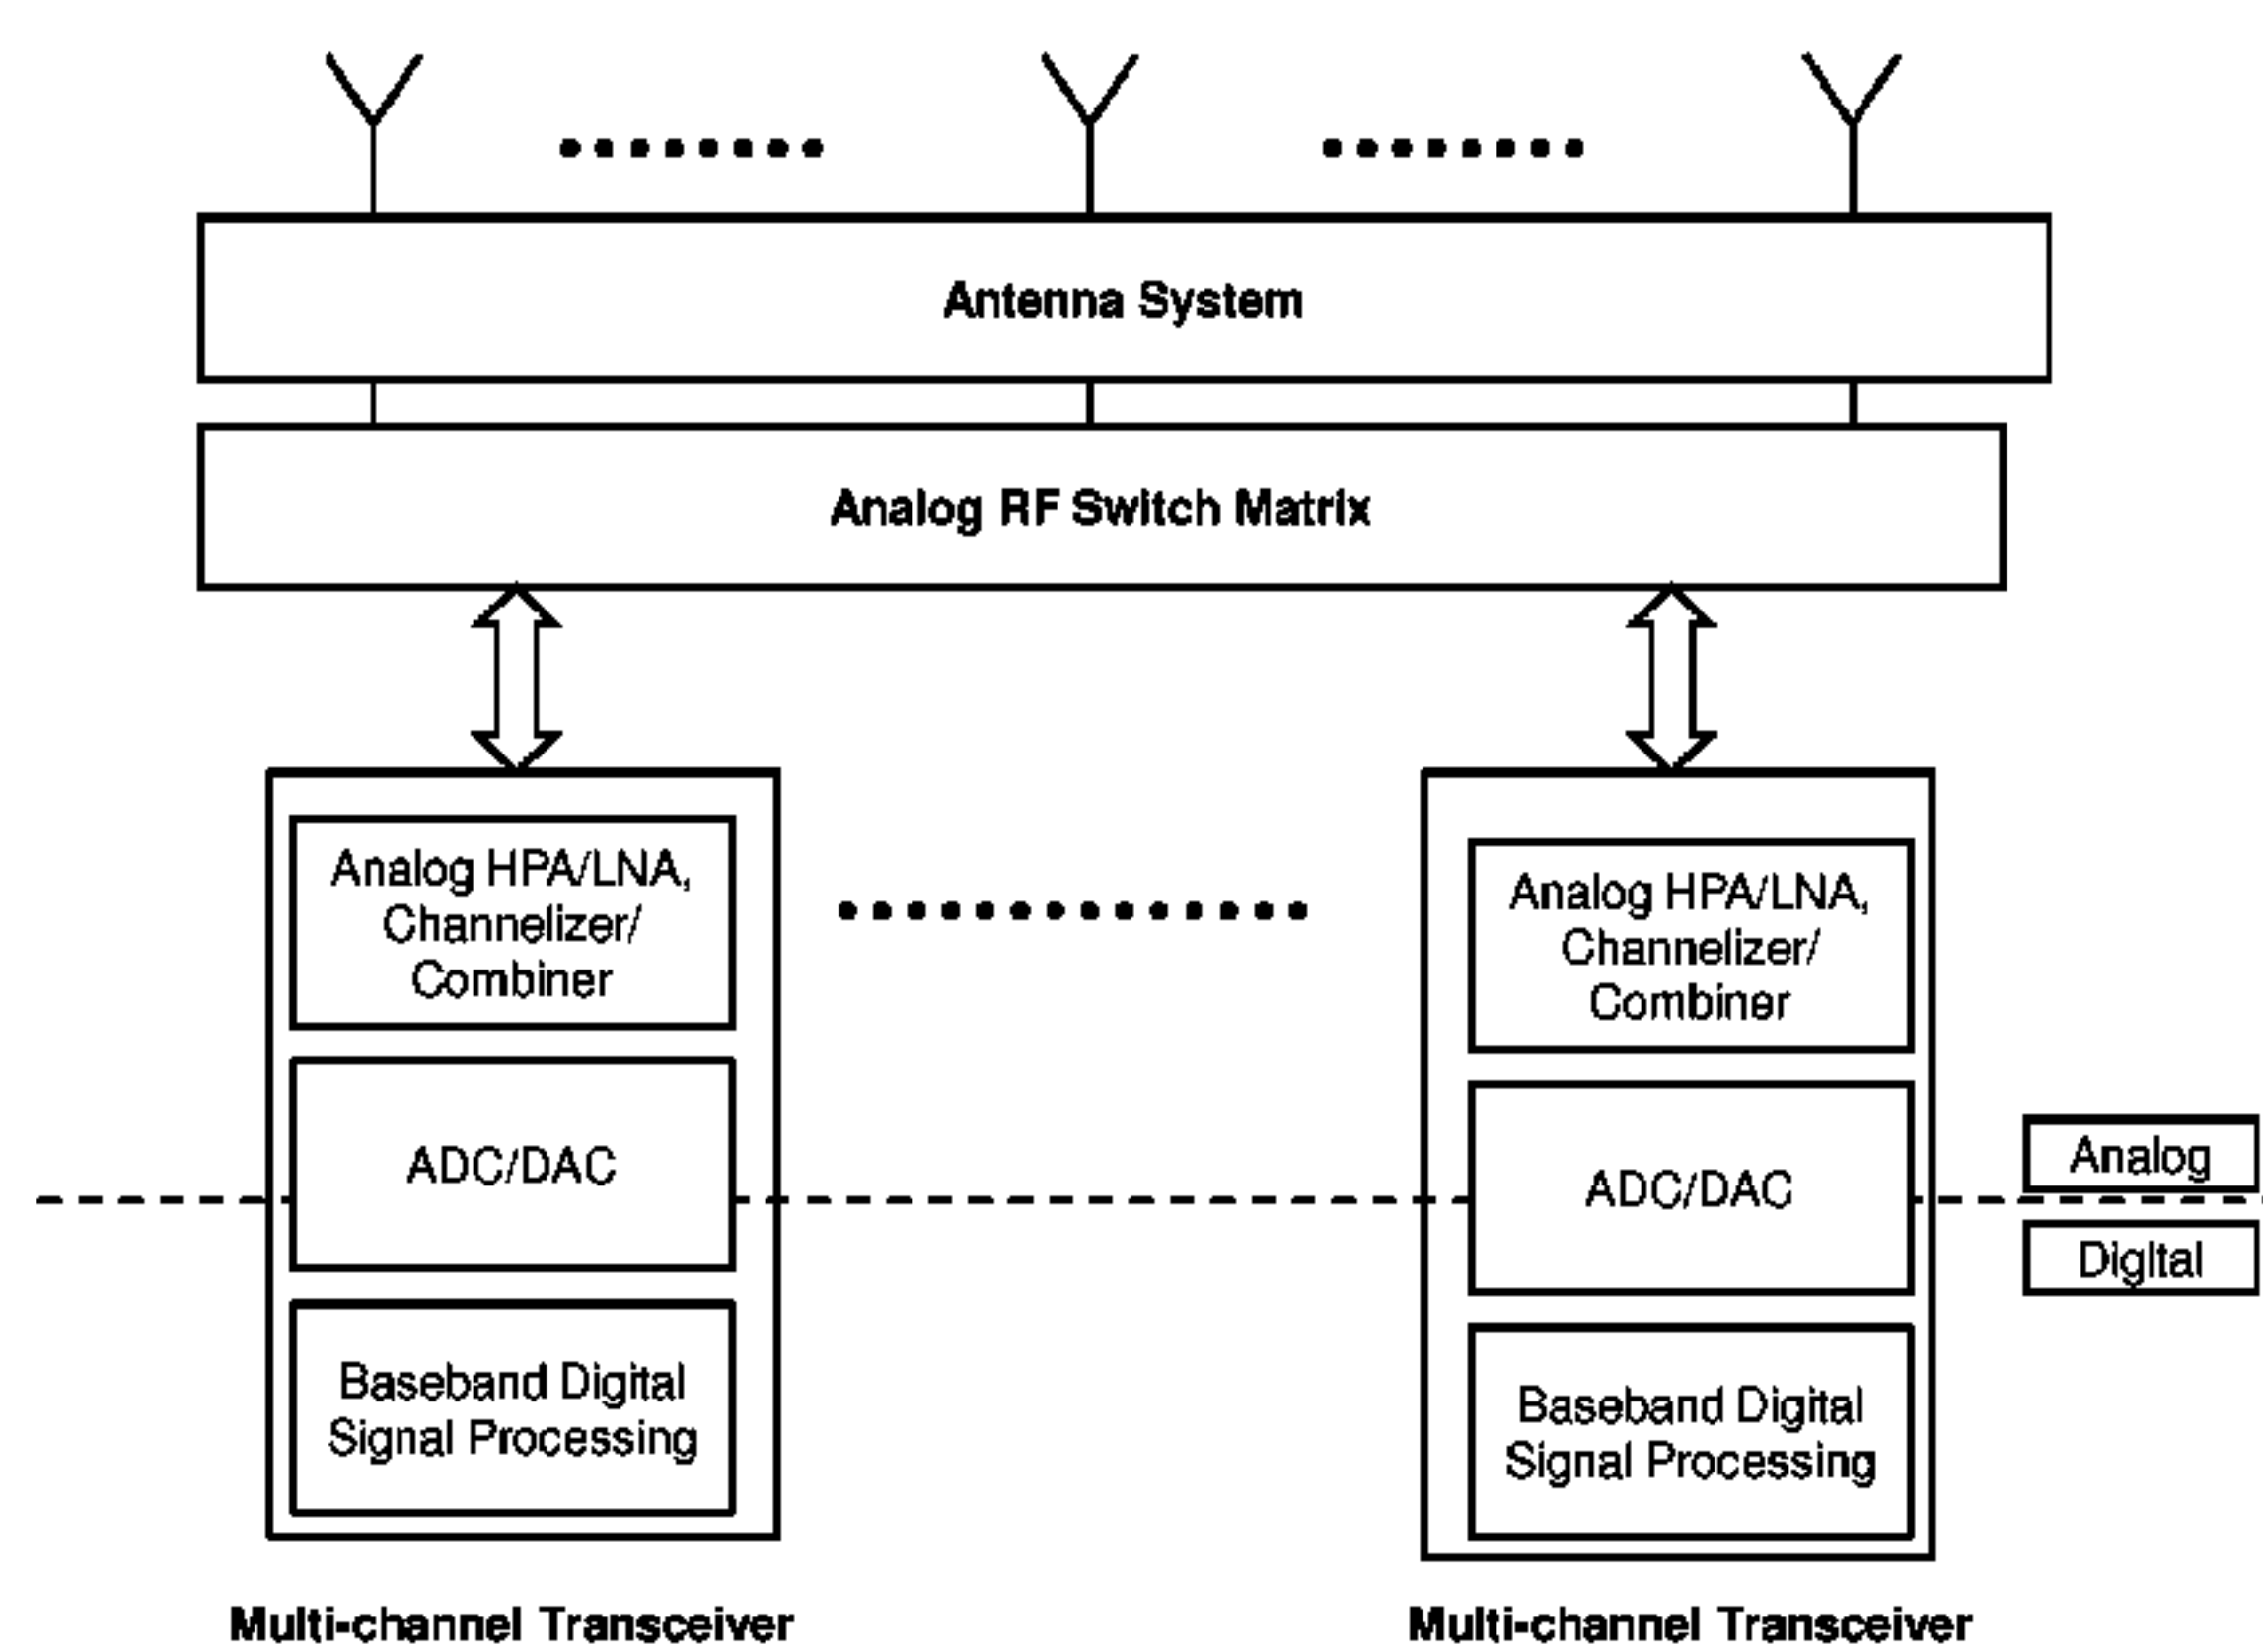 Antenna System
Analog RF Switch Matrix
Analog HPA/LNA,
Channelizer/
Combiner
ADC/DAC
Baseband Digital
Signal Processing
Multi-channel Transceiver
Analog HPA/LNA,
Channelizer/
Combiner
ADC/DAC
Baseband Digital
Signal Processing
Multi-channel Transceiver
Analog
Digital